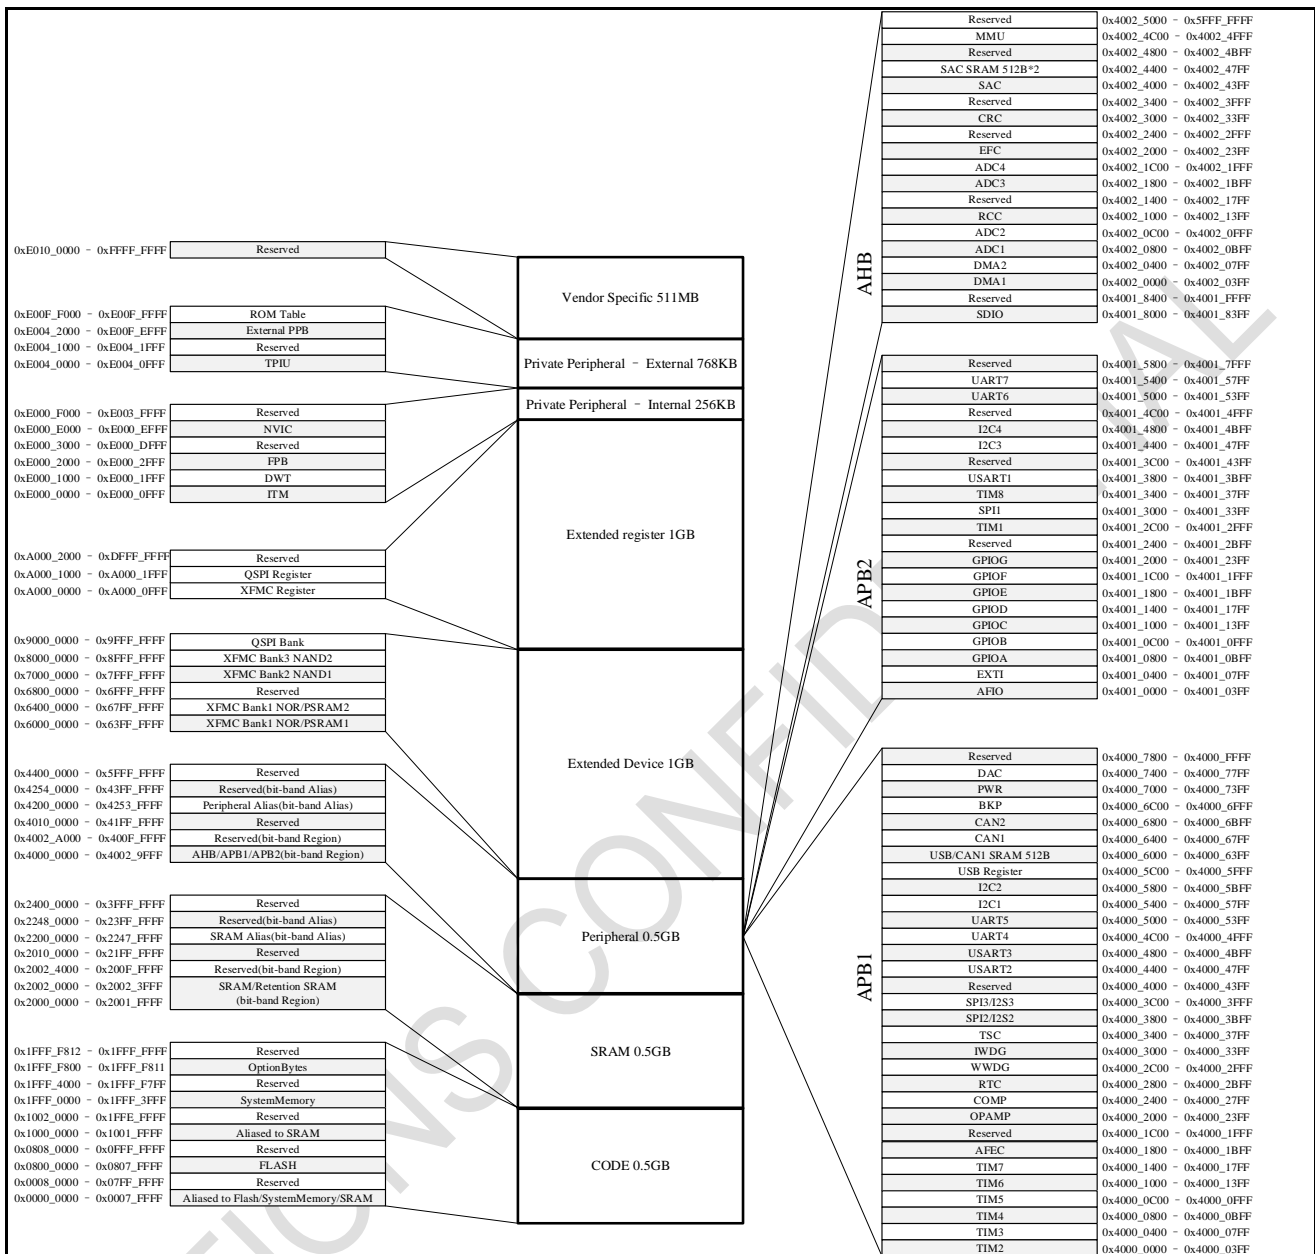 0xE010_0000 - 0xFFFF_FFFF Reserved
0xE00F_F000 - 0xE00F_FFFF ROM Table
0xE004_2000 - 0xE00F_EFFF External PPB
0xE004_1000 - 0xE004_1FFF Reserved
0xE004_0000 - 0xE004_0FFF TPIU
0xE000_F000 - 0xE003_FFFF Reserved
0xE000_E000 - 0xE000_EFFF NVIC
0xE000_3000 - 0xE000_DFFF Reserved
0xE000_2000 - 0xE000_2FFF FPB
0xE000_1000 - 0xE000_1FFF DWT
0xE000_0000 - 0xE000_0FFF ITM
0xA000_2000 - 0xDFFF_FFFF Reserved
0xA000_1000 - 0xA000_1FFF QSPI Register
0xA000_0000 - 0xA000_0FFF XFMC Register
0x9000_0000 - 0x9FFF_FFFF QSPI Bank
0x8000_0000 - 0x8FFF_FFFF XFMC Bank3 NAND2
0x7000_0000 - 0x7FFF_FFFF XFMC Bank2 NAND1
0x6800_0000 - 0x6FFF_FFFF Reserved
0x6400_0000 - 0x67FF_FFFF XFMC Bank1 NOR/PSRAM2
0x6000_0000 - 0x63FF_FFFF XFMC Bank1 NOR/PSRAM1
0x4400_0000 - 0x5FFF_FFFF Reserved
0x4254_0000 - 0x43FF_FFFF Reserved(bit-band Alias)
0x4200_0000 - 0x4253_FFFF Peripheral Alias(bit-band Alias)
0x4010_0000 - 0x41FF_FFFF Reserved
0x4002_A000 - 0x400F_FFFF Reserved(bit-band Region)
0x4000_0000 - 0x4002_9FFF AHB/APB1/APB2(bit-band Region)
0x2400_0000 - 0x3FFF_FFFF Reserved
0x2248_0000 - 0x23FF_FFFF Reserved(bit-band Alias)
0x2200_0000 - 0x2247_FFFF SRAM Alias(bit-band Alias)
0x2010_0000 - 0x21FF_FFFF Reserved
0x2002_4000 - 0x200F_FFFF Reserved(bit-band Region)
0x2002_0000 - 0x2002_3FFF SRAM/Retention SRAM
0x2000_0000 - 0x2001_FFFF (bit-band Region)
0x1FFF_F812 - 0x1FFF_FFFF Reserved
0x1FFF_F800 - 0x1FFF_F811 OptionBytes
0x1FFF_4000 - 0x1FFF_F7FF Reserved
0x1FFF_0000 - 0x1FFF_3FFF SystemMemory
0x1002_0000 - 0x1FFE_FFFF Reserved
0x1000_0000 - 0x1001_FFFF Aliased to SRAM
0x0808_0000 - 0x0FFF_FFFF Reserved
0x0800_0000 - 0x0807_FFFF FLASH
0x0008_0000 - 0x07FF_FFFF Reserved
0x0000_0000 - 0x0007_FFFF Aliased to Flash/SystemMemory/SRAM
Vendor Specific 511MB
Private Peripheral - External 768KB
Private Peripheral - Internal 256KB
Extended register 1GB
Extended Device 1GB
Peripheral 0.5GB
SRAM 0.5GB
CODE 0.5GB
AHB
Reserved 0x4002_5000 - 0x5FFF_FFFF
MMU 0x4002_4C00 - 0x4002_4FFF
Reserved 0x4002_4800 - 0x4002_4BFF
SAC SRAM 512B*2 0x4002_4400 - 0x4002_47FF
SAC 0x4002_4000 - 0x4002_43FF
Reserved 0x4002_3400 - 0x4002_3FFF
CRC 0x4002_3000 - 0x4002_33FF
Reserved 0x4002_2400 - 0x4002_2FFF
EFC 0x4002_2000 - 0x4002_23FF
ADC4 0x4002_1C00 - 0x4002_1FFF
ADC3 0x4002_1800 - 0x4002_1BFF
Reserved 0x4002_1400 - 0x4002_17FF
RCC 0x4002_1000 - 0x4002_13FF
ADC2 0x4002_0C00 - 0x4002_0FFF
ADC1 0x4002_0800 - 0x4002_0BFF
DMA2 0x4002_0400 - 0x4002_07FF
DMA1 0x4002_0000 - 0x4002_03FF
Reserved 0x4001_8400 - 0x4001_FFFF
SDIO 0x4001_8000 - 0x4001_83FF
APB2
Reserved 0x4001_5800 - 0x4001_7FFF
UART7 0x4001_5400 - 0x4001_57FF
UART6 0x4001_5000 - 0x4001_53FF
Reserved 0x4001_4C00 - 0x4001_4FFF
I2C4 0x4001_4800 - 0x4001_4BFF
I2C3 0x4001_4400 - 0x4001_47FF
Reserved 0x4001_3C00 - 0x4001_43FF
USART1 0x4001_3800 - 0x4001_3BFF
TIM8 0x4001_3400 - 0x4001_37FF
SPI1 0x4001_3000 - 0x4001_33FF
TIM1 0x4001_2C00 - 0x4001_2FFF
Reserved 0x4001_2400 - 0x4001_2BFF
GPIOG 0x4001_2000 - 0x4001_23FF
GPIOF 0x4001_1C00 - 0x4001_1FFF
GPIOE 0x4001_1800 - 0x4001_1BFF
GPIOD 0x4001_1400 - 0x4001_17FF
GPIOC 0x4001_1000 - 0x4001_13FF
GPIOB 0x4001_0C00 - 0x4001_0FFF
GPIOA 0x4001_0800 - 0x4001_0BFF
EXTI 0x4001_0400 - 0x4001_07FF
AFIO 0x4001_0000 - 0x4001_03FF
APB1
Reserved 0x4000_7800 - 0x4000_FFFF
DAC 0x4000_7400 - 0x4000_77FF
PWR 0x4000_7000 - 0x4000_73FF
BKP 0x4000_6C00 - 0x4000_6FFF
CAN2 0x4000_6800 - 0x4000_6BFF
CAN1 0x4000_6400 - 0x4000_67FF
USB/CAN1 SRAM 512B 0x4000_6000 - 0x4000_63FF
USB Register 0x4000_5C00 - 0x4000_5FFF
I2C2 0x4000_5800 - 0x4000_5BFF
I2C1 0x4000_5400 - 0x4000_57FF
UART5 0x4000_5000 - 0x4000_53FF
UART4 0x4000_4C00 - 0x4000_4FFF
USART3 0x4000_4800 - 0x4000_4BFF
USART2 0x4000_4400 - 0x4000_47FF
Reserved 0x4000_4000 - 0x4000_43FF
SPI3/I2S3 0x4000_3C00 - 0x4000_3FFF
SPI2/I2S2 0x4000_3800 - 0x4000_3BFF
TSC 0x4000_3400 - 0x4000_37FF
IWDG 0x4000_3000 - 0x4000_33FF
WWDG 0x4000_2C00 - 0x4000_2FFF
RTC 0x4000_2800 - 0x4000_2BFF
COMP 0x4000_2400 - 0x4000_27FF
OPAMP 0x4000_2000 - 0x4000_23FF
Reserved 0x4000_1C00 - 0x4000_1FFF
AFEC 0x4000_1800 - 0x4000_1BFF
TIM7 0x4000_1400 - 0x4000_17FF
TIM6 0x4000_1000 - 0x4000_13FF
TIM5 0x4000_0C00 - 0x4000_0FFF
TIM4 0x4000_0800 - 0x4000_0BFF
TIM3 0x4000_0400 - 0x4000_07FF
TIM2 0x4000_0000 - 0x4000_03FF